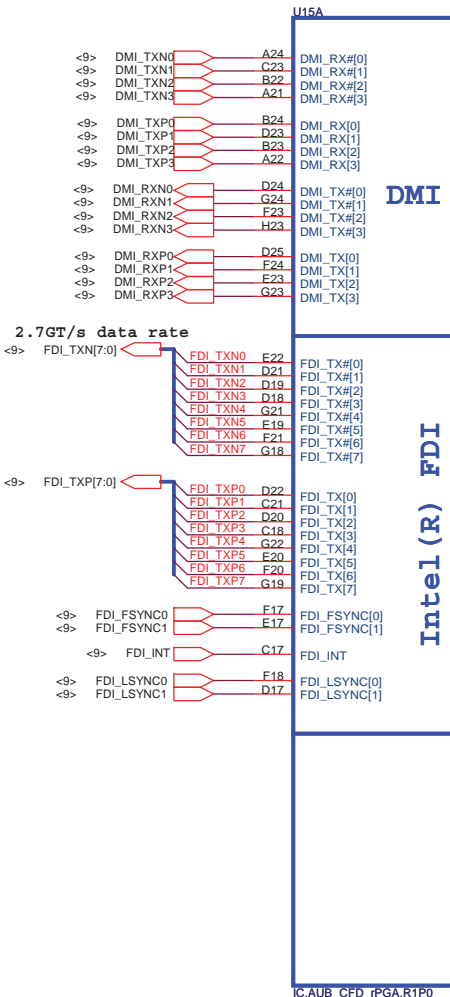 U15A
<9> DMI_TXN0 A24 DMI_RX#[0]
<9> DMI_TXN1 C23 DMI_RX#[1]
<9> DMI_TXN2 B22 DMI_RX#[2]
<9> DMI_TXN3 A21 DMI_RX#[3]
<9> DMI_TXP0 B24 DMI_RX[0]
<9> DMI_TXP1 D23 DMI_RX[1]
<9> DMI_TXP2 B23 DMI_RX[2]
<9> DMI_TXP3 A22 DMI_RX[3]
<9> DMI_RXN0 D24 DMI_TX#[0]
<9> DMI_RXN1 G24 DMI_TX#[1]
<9> DMI_RXN2 F23 DMI_TX#[2]
<9> DMI_RXN3 H23 DMI_TX#[3]
DMI
<9> DMI_RXP0 D25 DMI_TX[0]
<9> DMI_RXP1 F24 DMI_TX[1]
<9> DMI_RXP2 E23 DMI_TX[2]
<9> DMI_RXP3 G23 DMI_TX[3]
2.7GT/s data rate
<9> FDI_TXN[7:0]
FDI_TXN0 E22 FDI_TX#[0]
FDI_TXN1 D21 FDI_TX#[1]
FDI_TXN2 D19 FDI_TX#[2]
FDI_TXN3 D18 FDI_TX#[3]
FDI_TXN4 G21 FDI_TX#[4]
FDI_TXN5 E19 FDI_TX#[5]
FDI_TXN6 F21 FDI_TX#[6]
FDI_TXN7 G18 FDI_TX#[7]
<9> FDI_TXP[7:0]
FDI_TXP0 D22 FDI_TX[0]
FDI_TXP1 C21 FDI_TX[1]
FDI_TXP2 D20 FDI_TX[2]
FDI_TXP3 C18 FDI_TX[3]
FDI_TXP4 G22 FDI_TX[4]
FDI_TXP5 E20 FDI_TX[5]
FDI_TXP6 F20 FDI_TX[6]
FDI_TXP7 G19 FDI_TX[7]
Intel(R) FDI
<9> FDI_FSYNC0 F17 FDI_FSYNC[0]
<9> FDI_FSYNC1 E17 FDI_FSYNC[1]
<9> FDI_INT C17 FDI_INT
<9> FDI_LSYNC0 F18 FDI_LSYNC[0]
<9> FDI_LSYNC1 D17 FDI_LSYNC[1]
IC,AUB_CFD_rPGA,R1P0